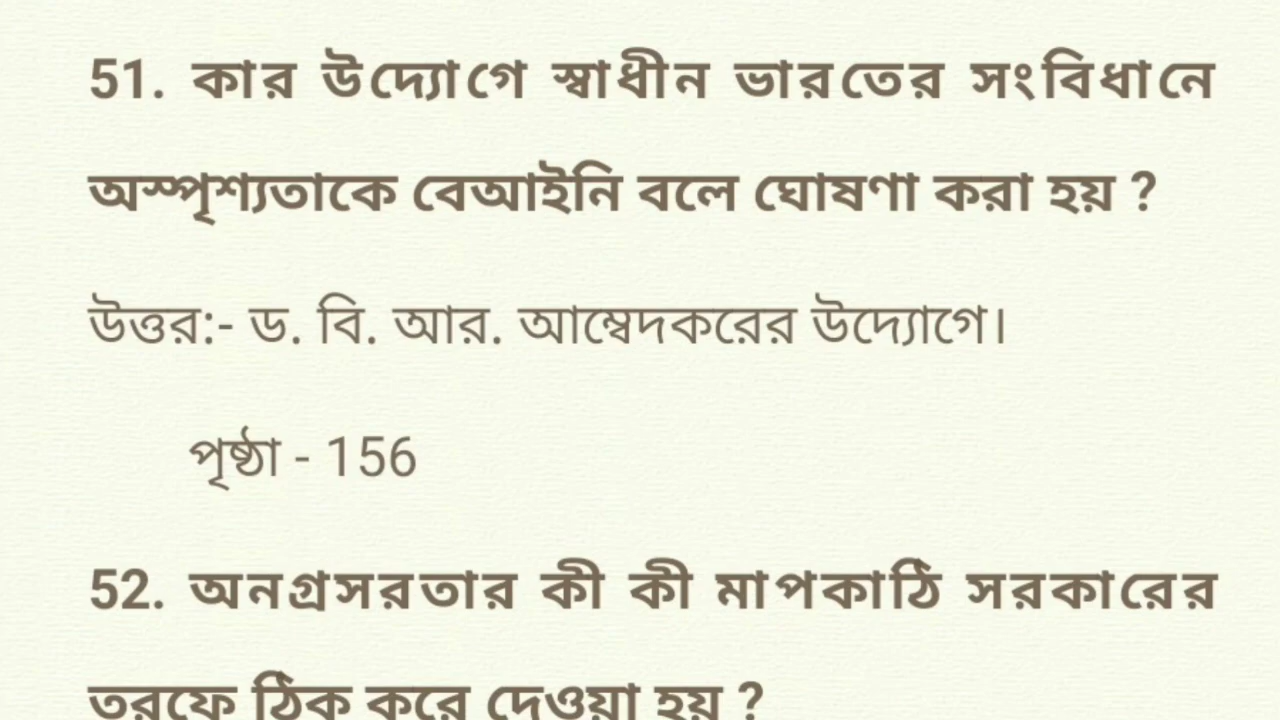 51. কার উদ্যোগে স্বাধীন ভারতের সংবিধানে
অস্পৃশ্যতাকে বেআইনি বলে ঘোষণা করা হয় ?
উত্তর:- ড. বি. আর. আম্বেদকরের উদ্যোগে।
পৃষ্ঠা - 156
52. অনগ্রসরতার কী কী মাপকাঠি সরকারের
তরফে ঠিক করে দেওয়া হয় ?